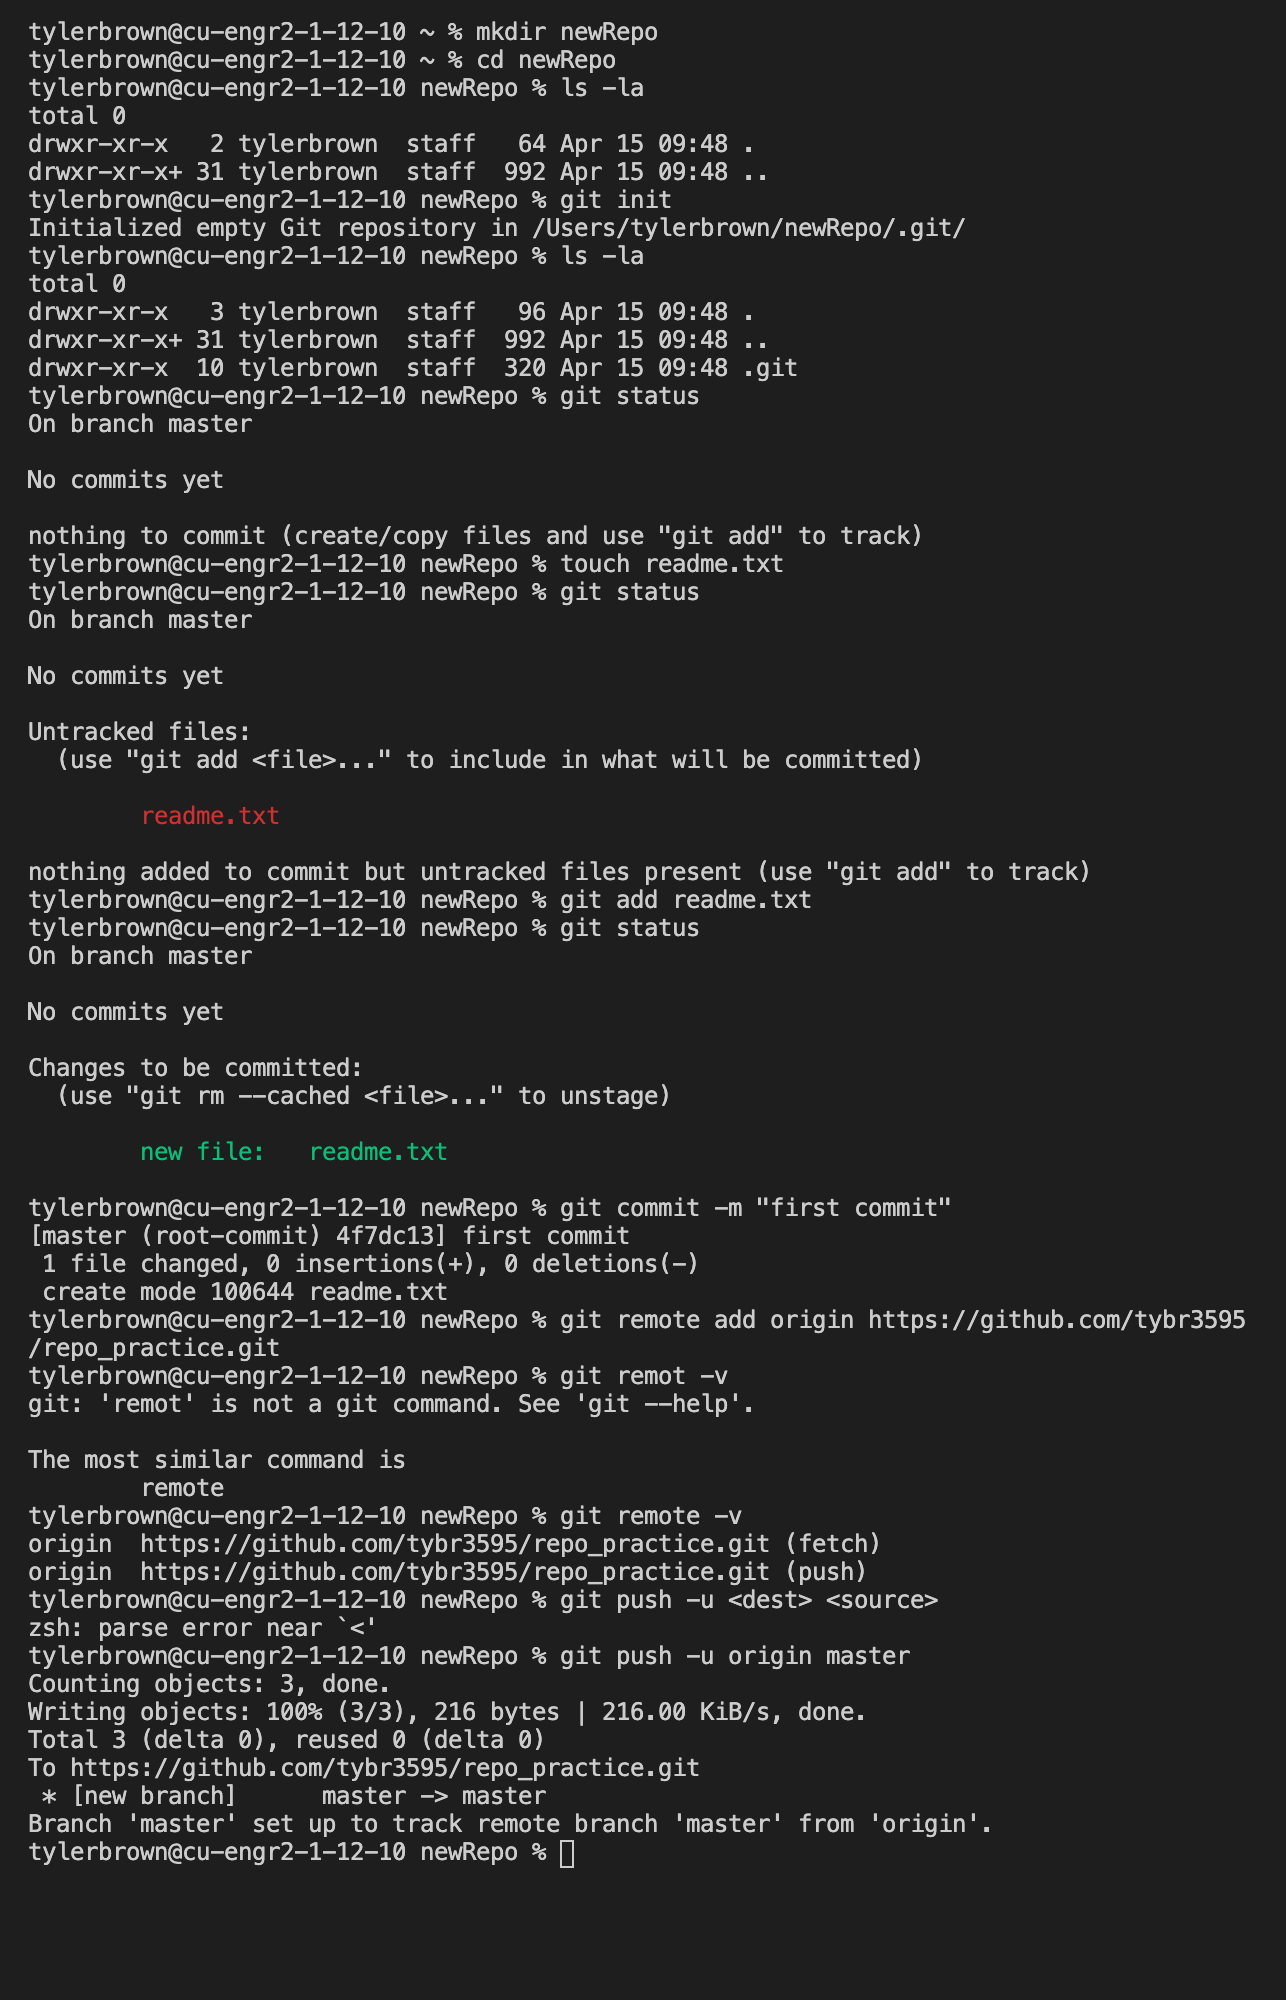 tylerbrown@cu-engr2-1-12-10 ~ % mkdir newRepo
tylerbrown@cu-engr2-1-12-10 ~ % cd newRepo
tylerbrown@cu-engr2-1-12-10 newRepo % ls -la
total 0
drwxr-xr-x   2 tylerbrown  staff   64 Apr 15 09:48 .
drwxr-xr-x+ 31 tylerbrown  staff  992 Apr 15 09:48 ..
tylerbrown@cu-engr2-1-12-10 newRepo % git init
Initialized empty Git repository in /Users/tylerbrown/newRepo/.git/
tylerbrown@cu-engr2-1-12-10 newRepo % ls -la
total 0
drwxr-xr-x   3 tylerbrown  staff   96 Apr 15 09:48 .
drwxr-xr-x+ 31 tylerbrown  staff  992 Apr 15 09:48 ..
drwxr-xr-x  10 tylerbrown  staff  320 Apr 15 09:48 .git
tylerbrown@cu-engr2-1-12-10 newRepo % git status
On branch master

No commits yet

nothing to commit (create/copy files and use "git add" to track)
tylerbrown@cu-engr2-1-12-10 newRepo % touch readme.txt
tylerbrown@cu-engr2-1-12-10 newRepo % git status
On branch master

No commits yet

Untracked files:
  (use "git add <file>..." to include in what will be committed)

        readme.txt

nothing added to commit but untracked files present (use "git add" to track)
tylerbrown@cu-engr2-1-12-10 newRepo % git add readme.txt
tylerbrown@cu-engr2-1-12-10 newRepo % git status
On branch master

No commits yet

Changes to be committed:
  (use "git rm --cached <file>..." to unstage)

        new file:   readme.txt

tylerbrown@cu-engr2-1-12-10 newRepo % git commit -m "first commit"
[master (root-commit) 4f7dc13] first commit
 1 file changed, 0 insertions(+), 0 deletions(-)
 create mode 100644 readme.txt
tylerbrown@cu-engr2-1-12-10 newRepo % git remote add origin https://github.com/tybr3595
/repo_practice.git
tylerbrown@cu-engr2-1-12-10 newRepo % git remot -v
git: 'remot' is not a git command. See 'git --help'.

The most similar command is
        remote
tylerbrown@cu-engr2-1-12-10 newRepo % git remote -v
origin  https://github.com/tybr3595/repo_practice.git (fetch)
origin  https://github.com/tybr3595/repo_practice.git (push)
tylerbrown@cu-engr2-1-12-10 newRepo % git push -u <dest> <source>
zsh: parse error near `<'
tylerbrown@cu-engr2-1-12-10 newRepo % git push -u origin master
Counting objects: 3, done.
Writing objects: 100% (3/3), 216 bytes | 216.00 KiB/s, done.
Total 3 (delta 0), reused 0 (delta 0)
To https://github.com/tybr3595/repo_practice.git
 * [new branch]      master -> master
Branch 'master' set up to track remote branch 'master' from 'origin'.
tylerbrown@cu-engr2-1-12-10 newRepo %